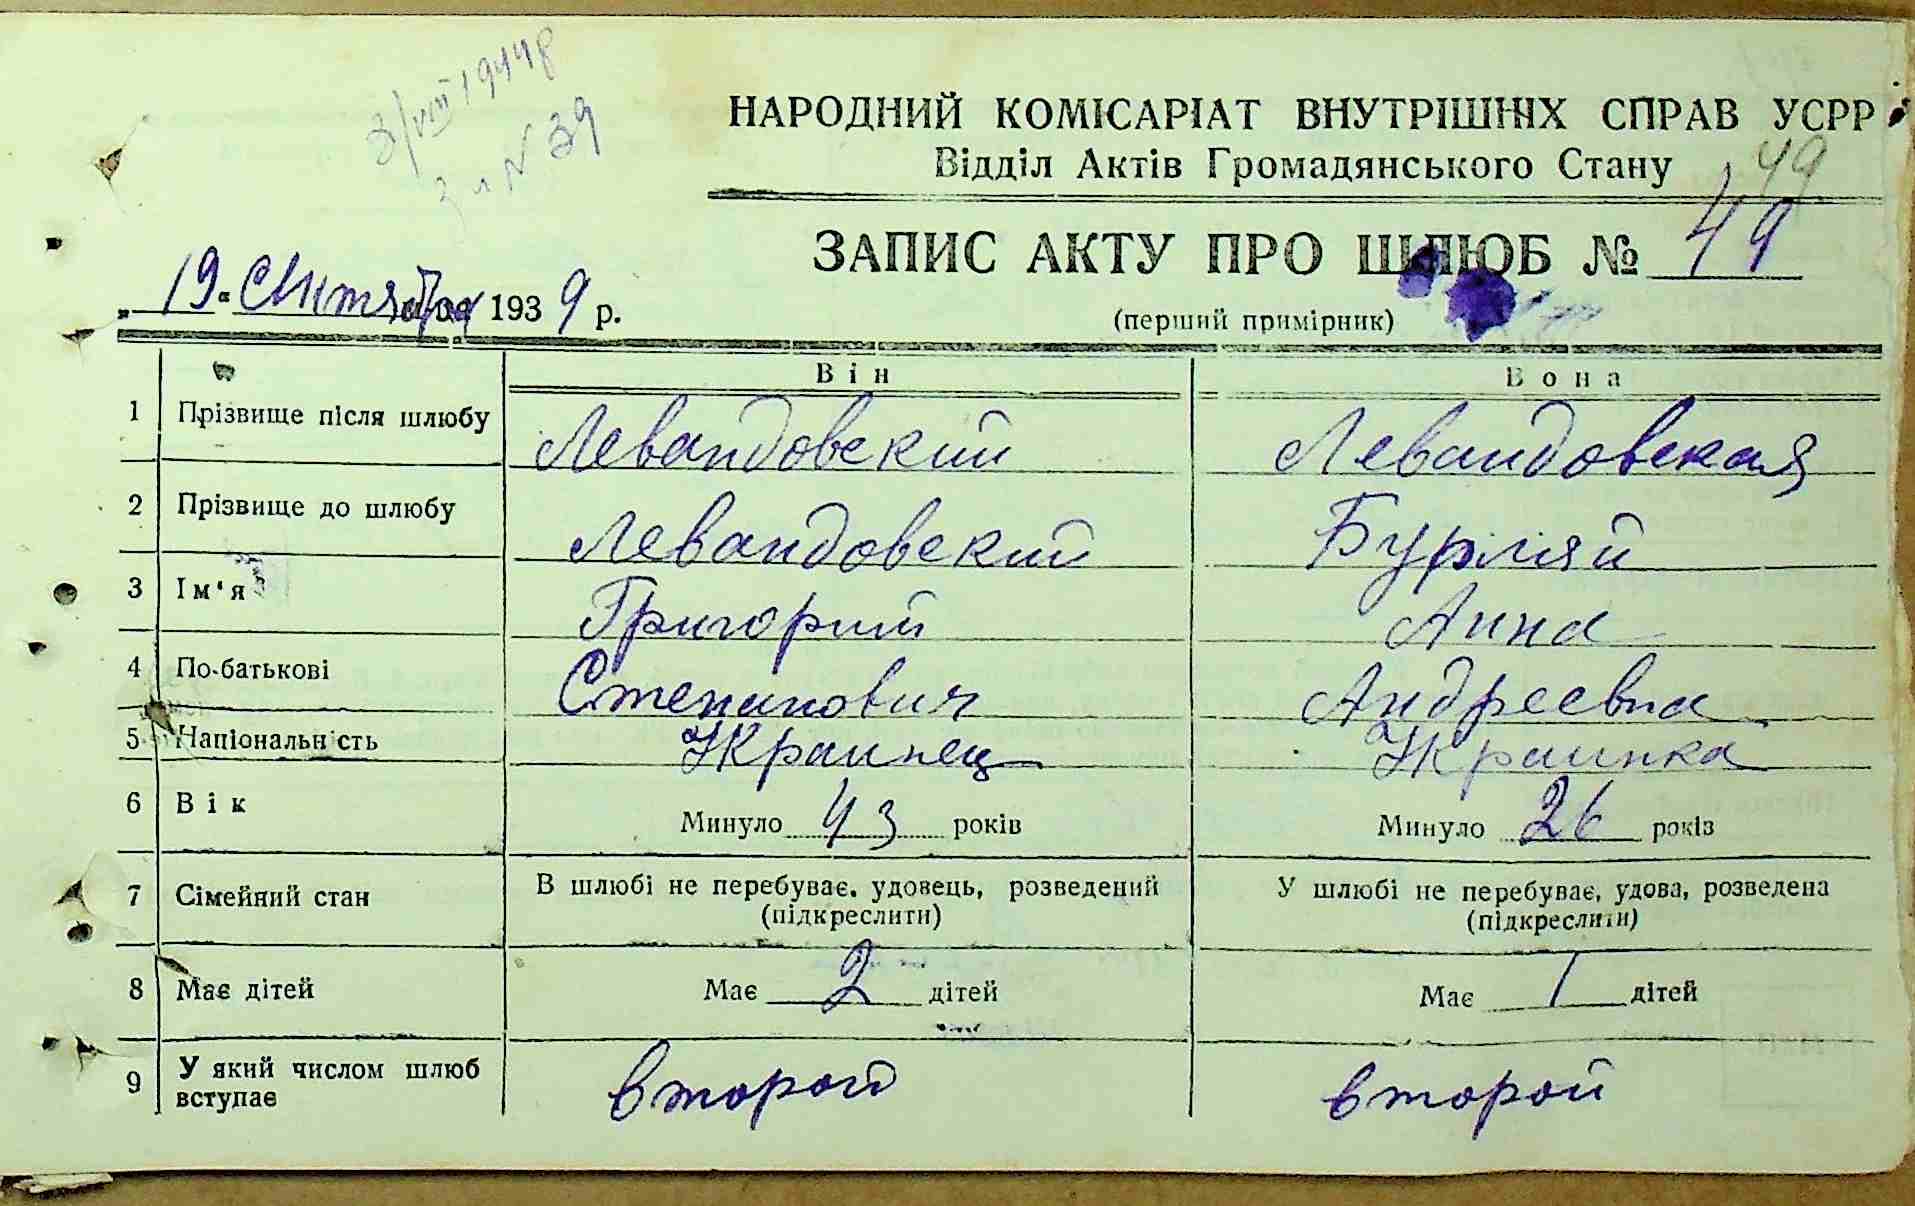 3/VIII 1944 8
№ 39
НАРОДНИЙ КОМІСАРІАТ ВНУТРІШНІХ СПРАВ УСРР
Відділ Актів Громадянського Стану
49
ЗАПИС АКТУ ПРО ШЛЮБ № 49
„19“ Сентября 1939 р.
(перший примірник)
Він Вона
1 Прізвище після шлюбу Левандовский Левандовская
2 Прізвище до шлюбу Левандовский Бурляй
3 Ім'я Григорий Анна
4 По-батькові Степанович Андреевна
5 Національність Украинец Украинка
6 Вік Минуло 43 років Минуло 26 років
7 Сімейний стан В шлюбі не перебуває, удовець, розведений У шлюбі не перебуває, удова, розведена
(підкреслити) (підкреслити)
8 Має дітей Має 2 дітей Має 1 дітей
9 У який числом шлюб
вступає второй второй